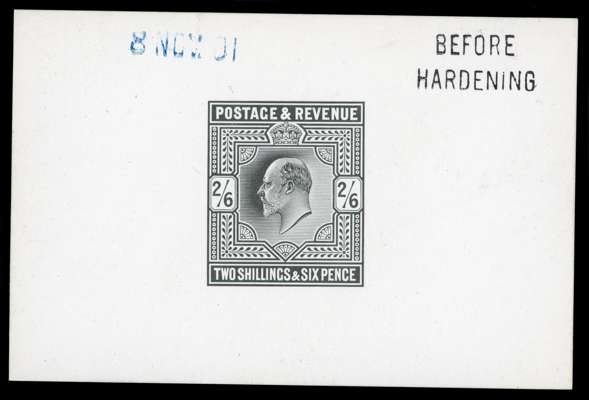 8 NOV 01
BEFORE
HARDENING
POSTAGE & REVENUE
2/6 2/6
TWO SHILLINGS & SIX PENCE